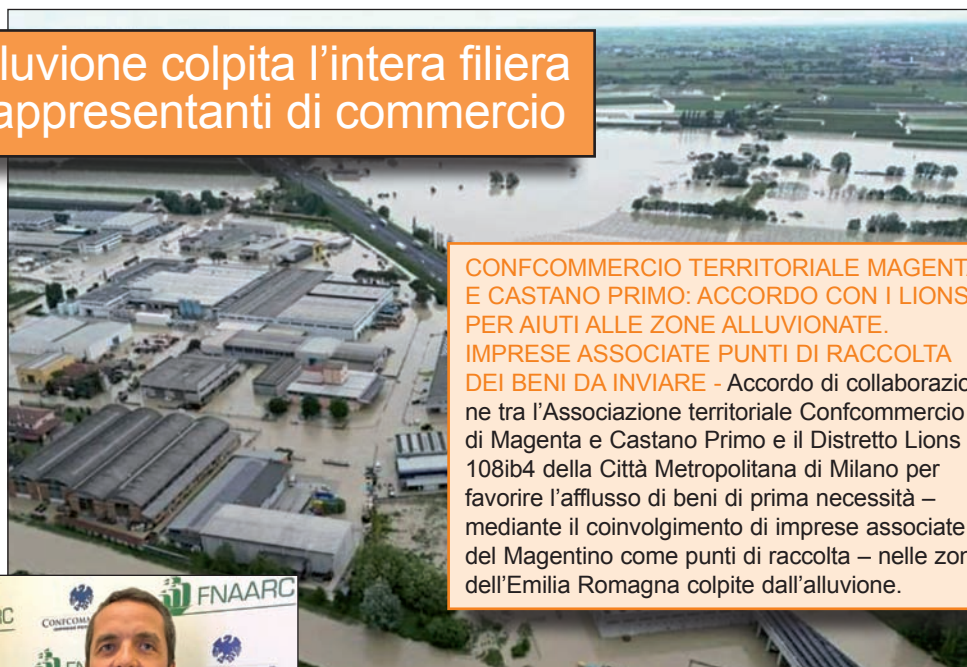 luvione colpita l’intera filiera
appresentanti di commercio
CONFCOMMERCIO TERRITORIALE MAGENT
E CASTANO PRIMO: ACCORDO CON I LIONS
PER AIUTI ALLE ZONE ALLUVIONATE.
IMPRESE ASSOCIATE PUNTI DI RACCOLTA
DEI BENI DA INVIARE - Accordo di collaborazio
ne tra l’Associazione territoriale Confcommercio
di Magenta e Castano Primo e il Distretto Lions
108ib4 della Città Metropolitana di Milano per
favorire l’afflusso di beni di prima necessità –
mediante il coinvolgimento di imprese associate
del Magentino come punti di raccolta – nelle zon
dell’Emilia Romagna colpite dall’alluvione.
FNAARC